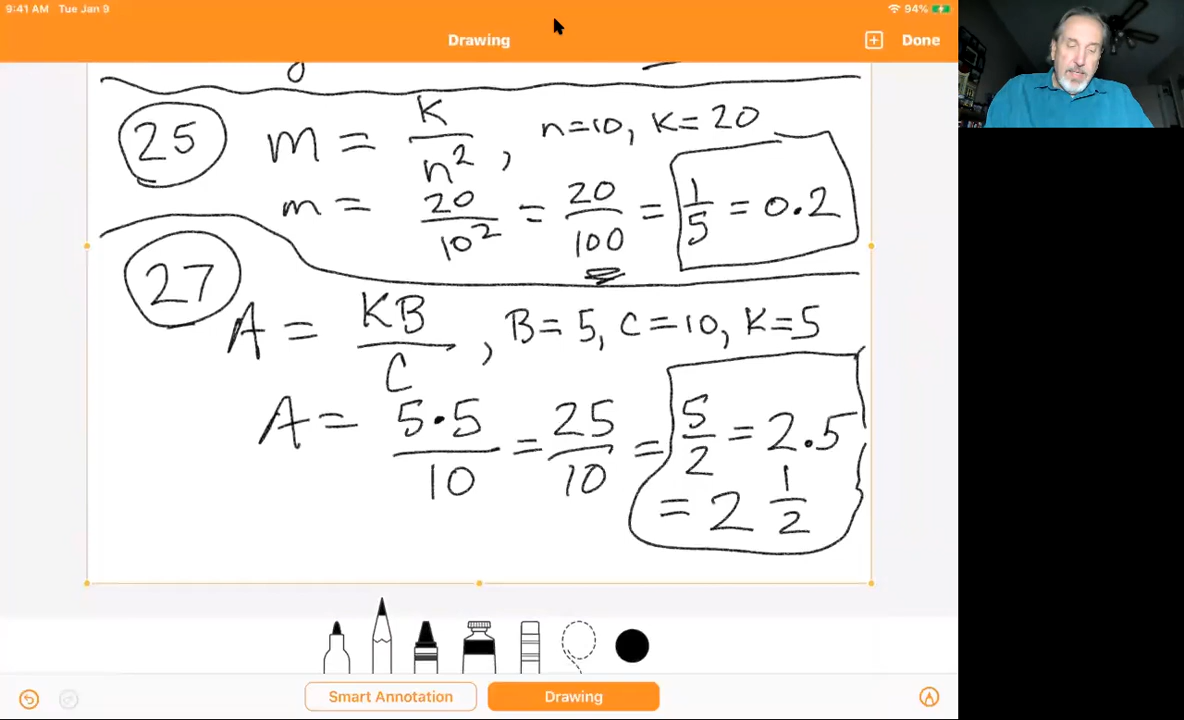 9:41 AM Tue Jan 9 94%
Drawing Done
25 m = K/n², n=10, K=20
m = 20/10² = 20/100 = 1/5 = 0.2
27
A = KB/C, B=5, C=10, K=5
A = 5·5/10 = 25/10 = 5/2 = 2.5
= 2 1/2
Smart Annotation Drawing